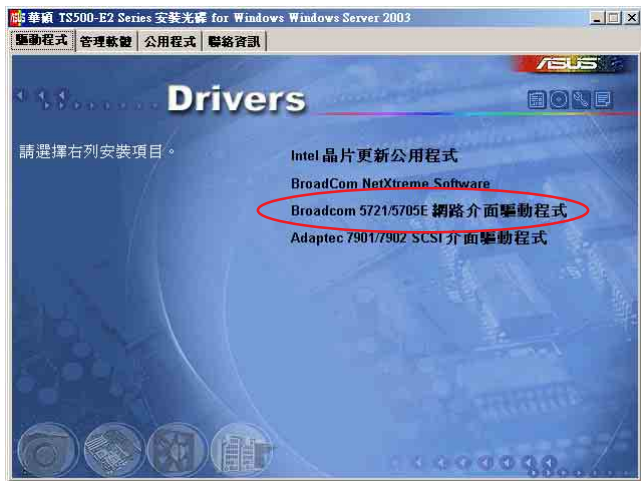 華碩 TS500-E2 Series 安裝光碟 for Windows Windows Server 2003
驅動程式 管理軟體 公用程式 聯絡資訊
ASUS
Drivers
請選擇右列安裝項目。
Intel 晶片更新公用程式
BroadCom NetXtreme Software
Broadcom 5721/5705E 網路介面驅動程式
Adaptec 7901/7902 SCSI 介面驅動程式